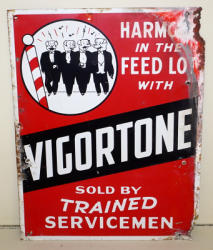 HARMO
IN THE
FEED LO
WITH
VIGORTONE
SOLD BY
TRAINED
SERVICEMEN